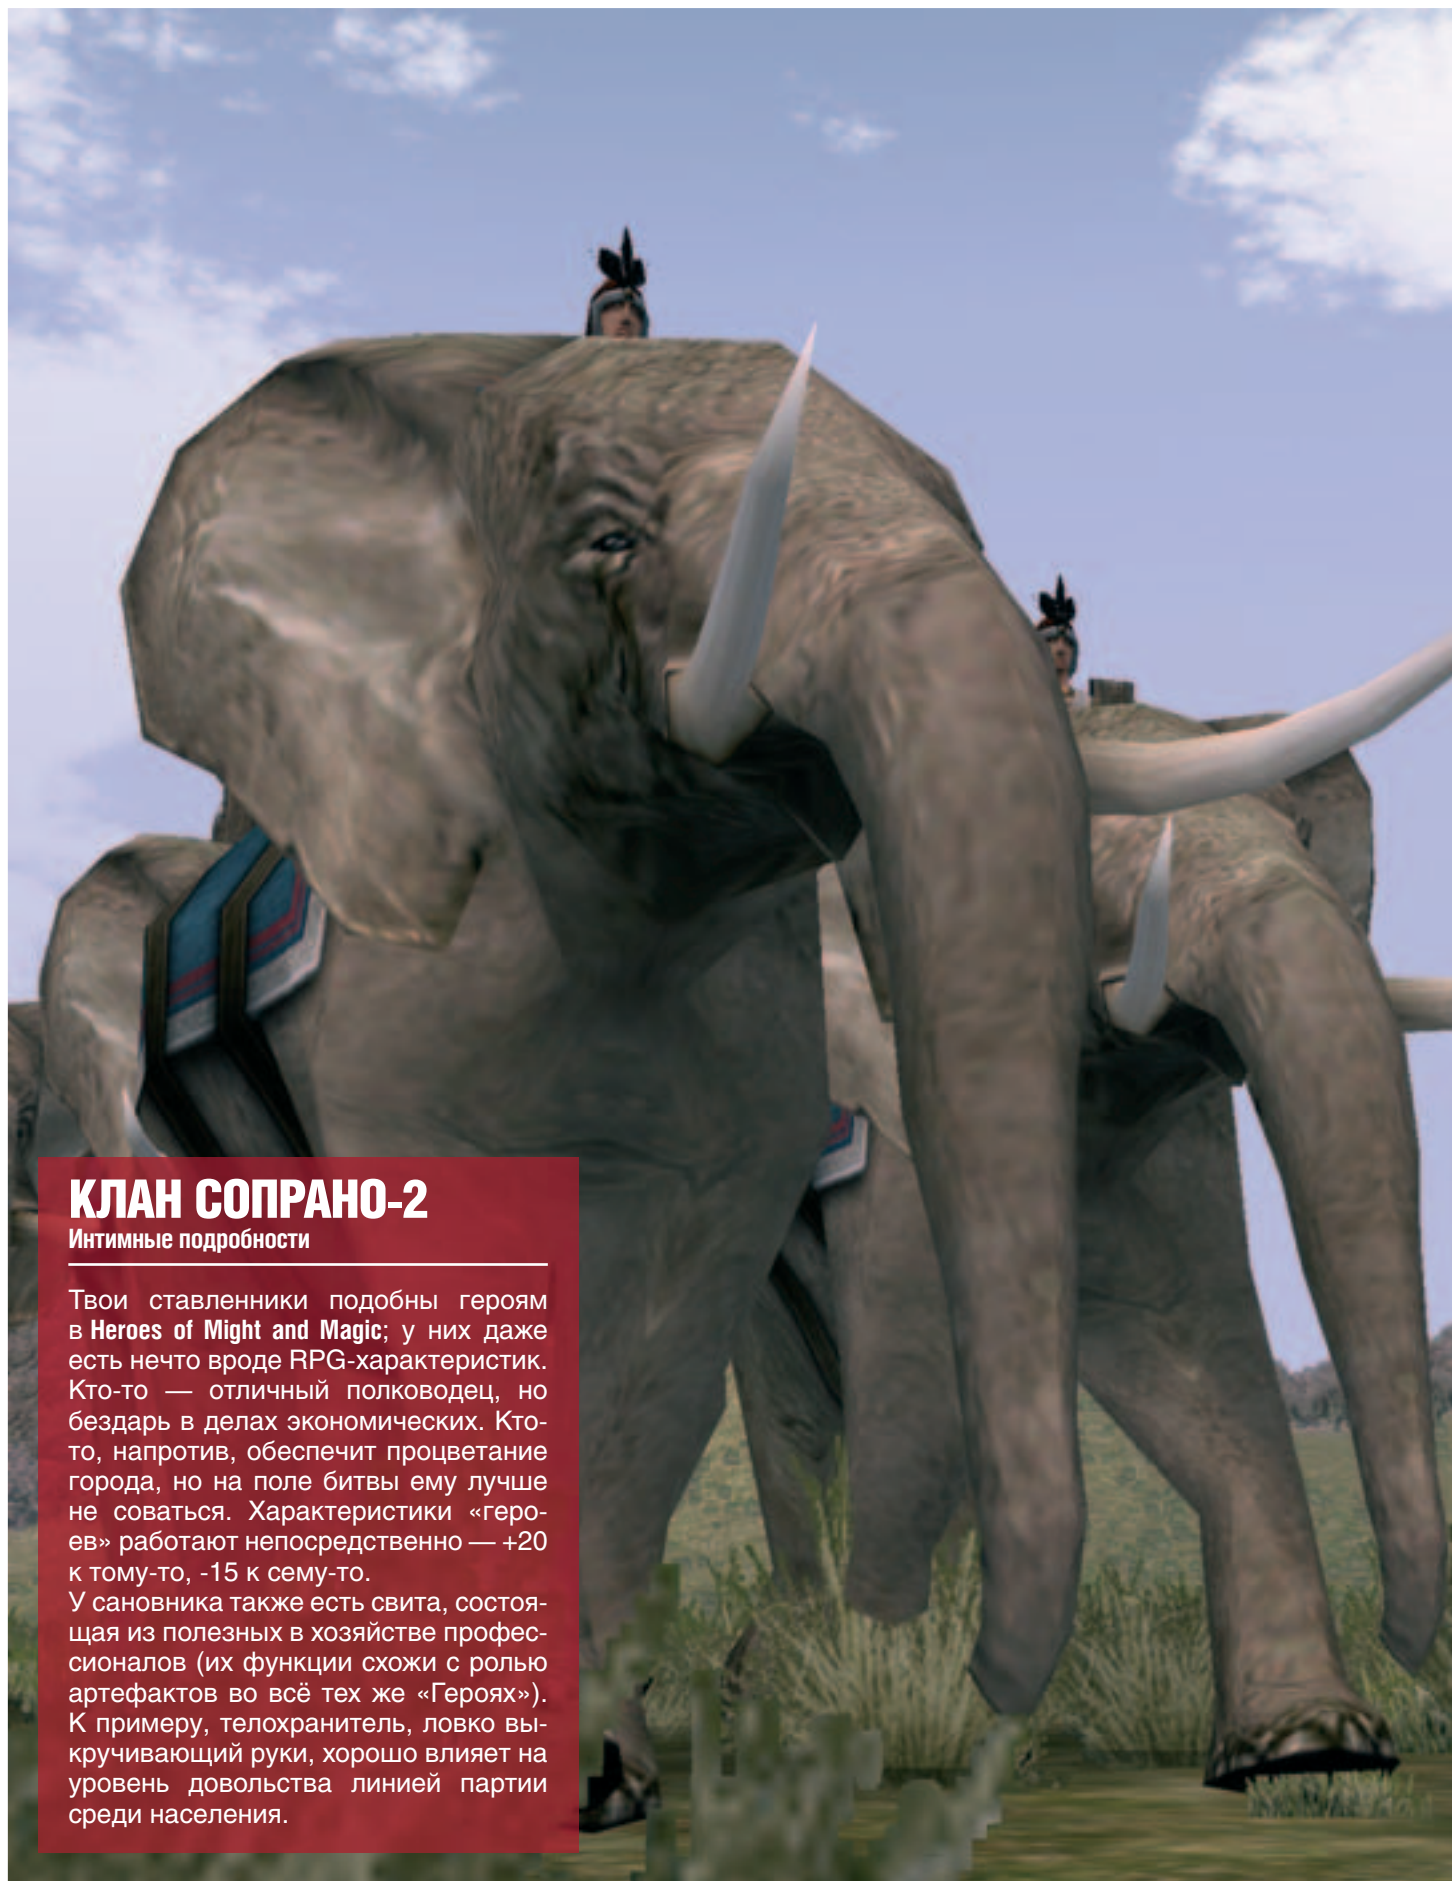 КЛАН СОПРАНО-2
Интимные подробности
Твои ставленники подобны героям
в Heroes of Might and Magic; у них даже
есть нечто вроде RPG-характеристик.
Кто-то — отличный полководец, но
бездарь в делах экономических. Кто-
то, напротив, обеспечит процветание
города, но на поле битвы ему лучше
не соваться. Характеристики «геро-
ев» работают непосредственно — +20
к тому-то, -15 к сему-то.
У сановника также есть свита, состоя-
щая из полезных в хозяйстве профес-
сионалов (их функции схожи с ролью
артефактов во всё тех же «Героях»).
К примеру, телохранитель, ловко вы-
кручивающий руки, хорошо влияет на
уровень довольства линией партии
среди населения.